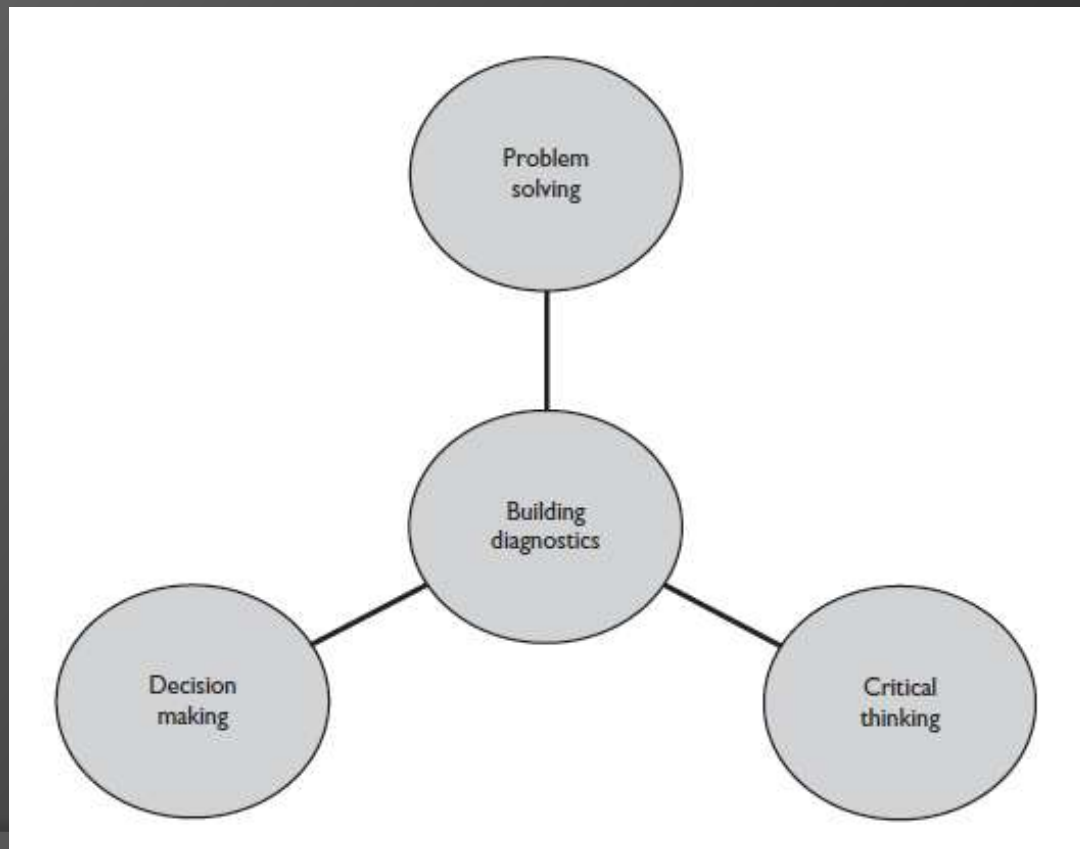 Problem
solving
Building
diagnostics
Decision
making
Critical
thinking